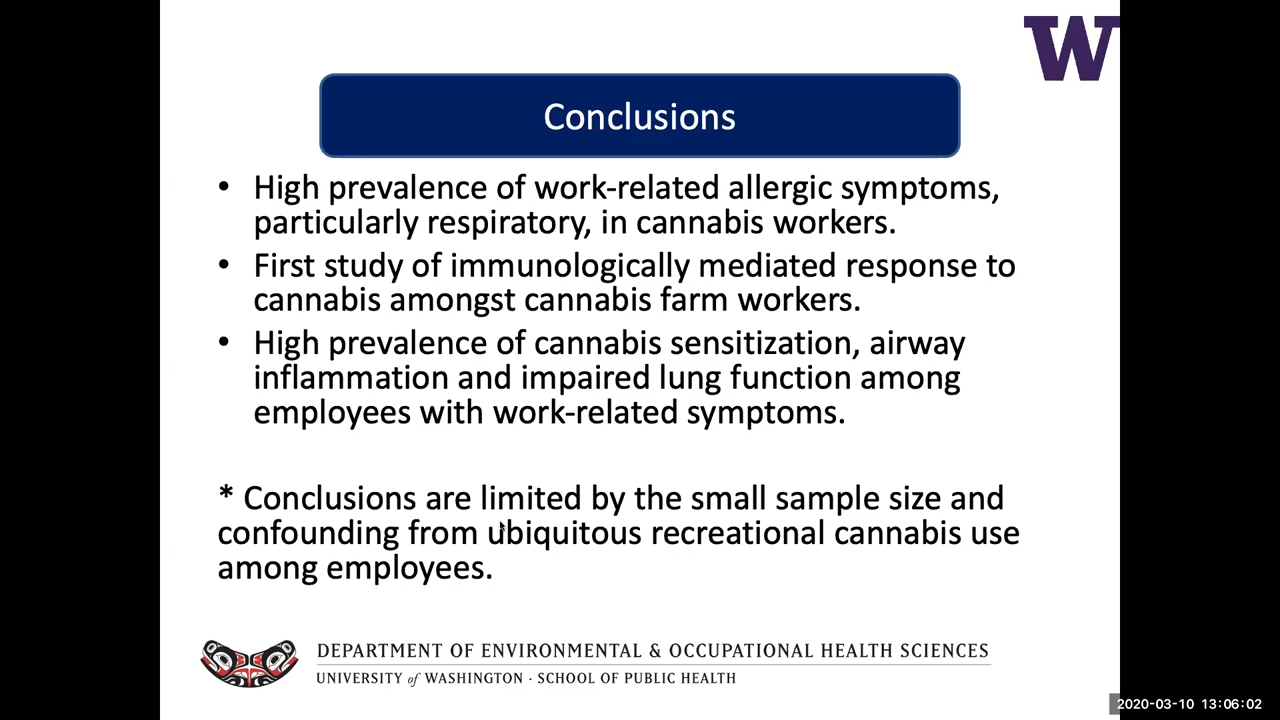 W
Conclusions
• High prevalence of work-related allergic symptoms,
particularly respiratory, in cannabis workers.
• First study of immunologically mediated response to
cannabis amongst cannabis farm workers.
• High prevalence of cannabis sensitization, airway
inflammation and impaired lung function among
employees with work-related symptoms.
* Conclusions are limited by the small sample size and
confounding from ubiquitous recreational cannabis use
among employees.
DEPARTMENT OF ENVIRONMENTAL & OCCUPATIONAL HEALTH SCIENCES
UNIVERSITY of WASHINGTON · SCHOOL OF PUBLIC HEALTH
2020-03-10 13:06:02